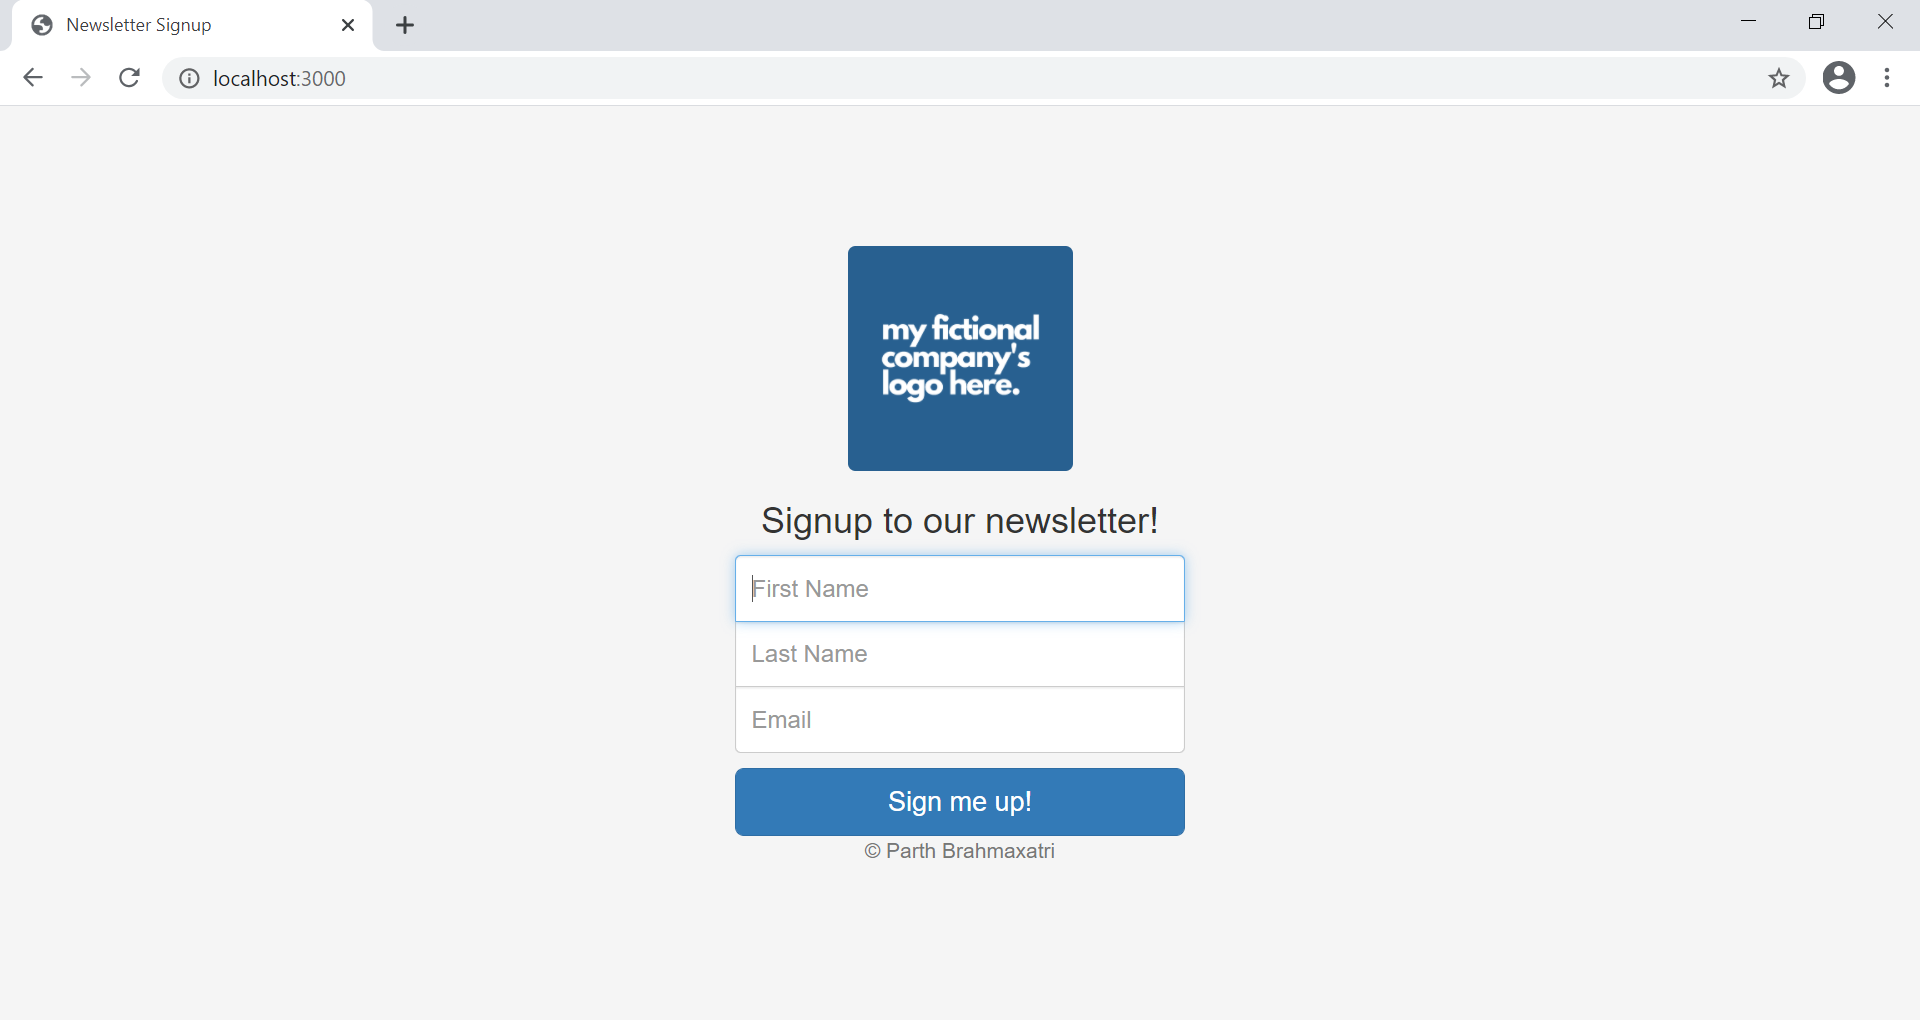 Newsletter Signup
localhost:3000
my fictional
company's
logo here.
Signup to our newsletter!
First Name
Last Name
Email
Sign me up!
© Parth Brahmaxatri